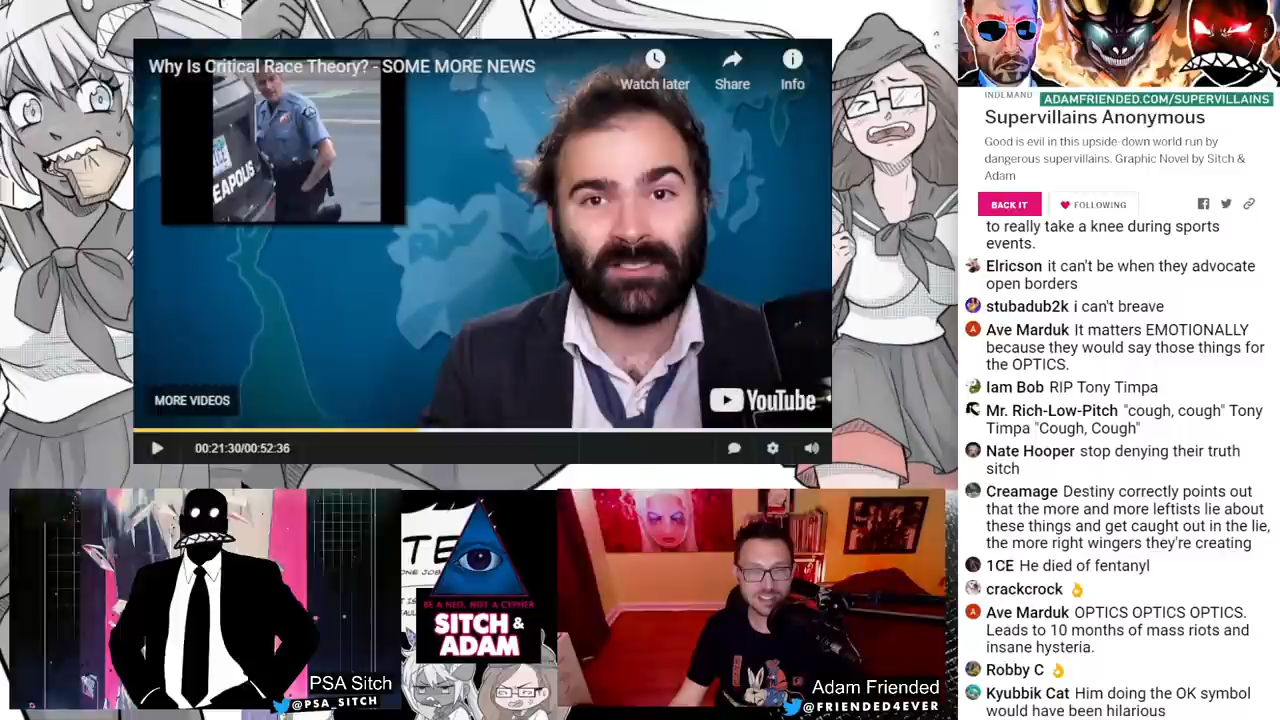 Why Is Critical Race Theory? - SOME MORE NEWS
Watch later
Share
Info
EAPOLIS
MORE VIDEOS
YouTube
00:21:30/00:52:36
INDEMAND
ADAMFRIENDED.COM/SUPERVILLAINS
Supervillains Anonymous
Good is evil in this upside-down world run by
dangerous supervillains. Graphic Novel by Sitch &
Adam
BACK IT
FOLLOWING
to really take a knee during sports
events.
Elricson it can't be when they advocate
open borders
stubadub2k i can't breave
Ave Marduk It matters EMOTIONALLY
because they would say those things for
the OPTICS.
Iam Bob RIP Tony Timpa
Mr. Rich-Low-Pitch "cough, cough" Tony
Timpa "Cough, Cough"
Nate Hooper stop denying their truth
sitch
Creamage Destiny correctly points out
that the more and more leftists lie about
these things and get caught out in the lie,
the more right wingers they're creating
1CE He died of fentanyl
crackcrock 👌
Ave Marduk OPTICS OPTICS OPTICS.
Leads to 10 months of mass riots and
insane hysteria.
Robby C 👌
Kyubbik Cat Him doing the OK symbol
would have been hilarious
PSA Sitch
@PSA_SITCH
BE A NEO, NOT A CYPHER
SITCH &
ADAM
Adam Friended
@FRIENDED4EVER